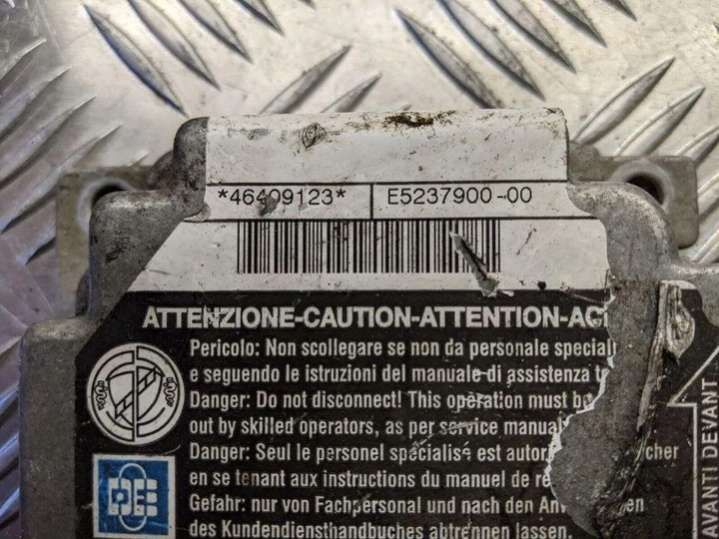 *46409123* E5237900-00
ATTENZIONE-CAUTION-ATTENTION-
Pericolo: Non scollegare se non da personale
e seguendo le istruzioni del manuale di assistenza
Danger: Do not disconnect! This operation must be
out by skilled operators, as per service manual
Danger: Seul le personel spécialisé est
en se tenant aux instructions du manuel de
Gefahr: nur von Fachpersonal und nach den
des Kundendiensthandbuches abtrennen lassen.
AVANTI DEVANT